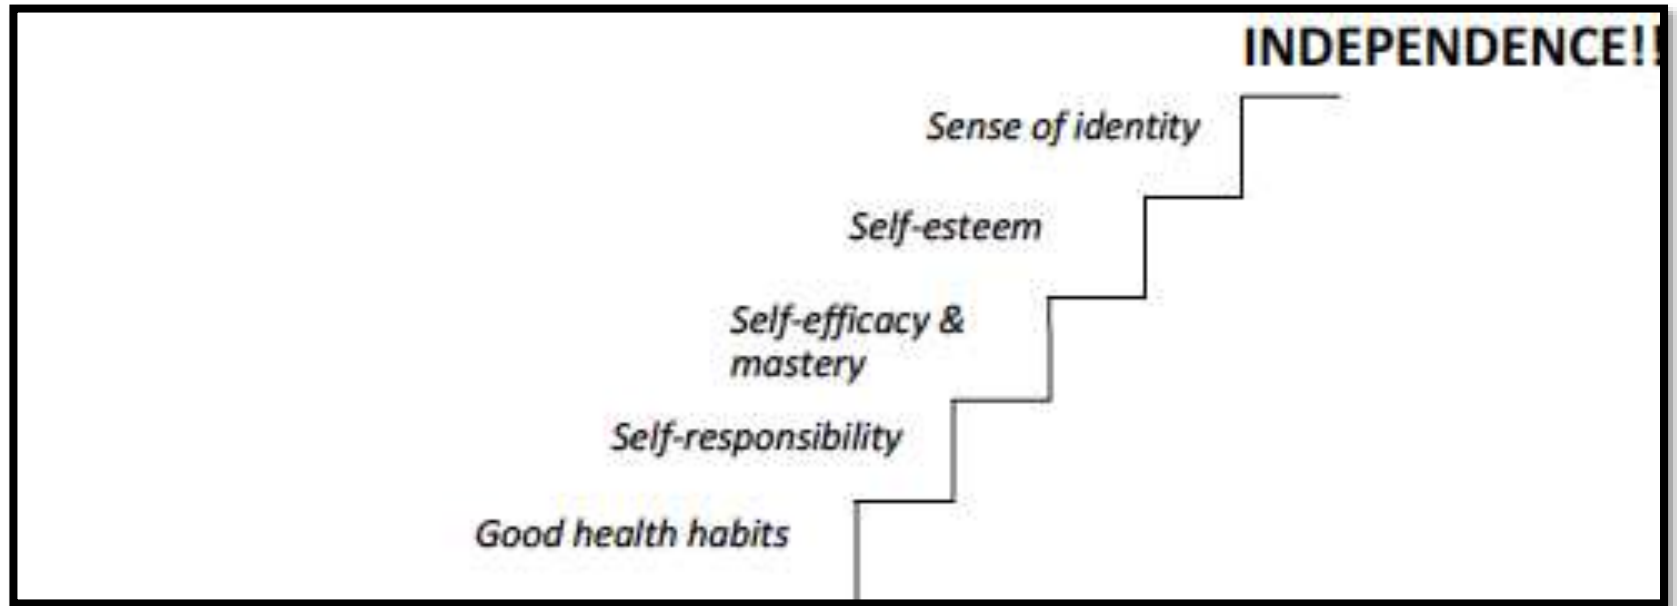 INDEPENDENCE!!
Sense of identity
Self-esteem
Self-efficacy &
mastery
Self-responsibility
Good health habits